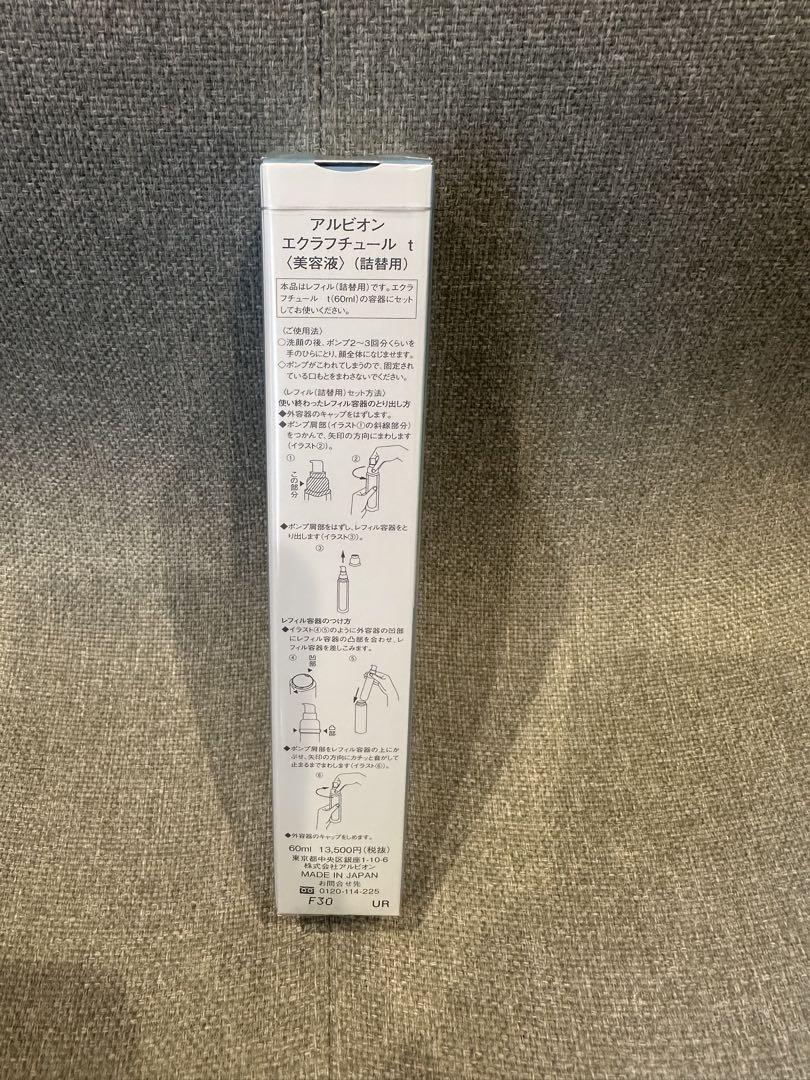 アルビオン
エクラフチュール t
〈美容液〉(詰替用)
本品はレフィル(詰替用)です。エクラ
フチュール t(60ml)の容器にセット
してお使いください。
〈ご使用法〉
○洗顔の後、ポンプ2〜3回分くらいを
手のひらにとり、顔全体になじませます。
◇ポンプがこわれてしまうので、固定され
ている口もとをまわさないでください。
〈レフィル(詰替用)セット方法〉
使い終わったレフィル容器のとり出し方
◆外容器のキャップをはずします。
◆ポンプ肩部(イラスト①の斜線部分)
をつかんで、矢印の方向にまわします
(イラスト②)。
①
②
この部分
◆ポンプ肩部をはずし、レフィル容器をと
り出します(イラスト③)。
③
レフィル容器のつけ方
◆イラスト④⑤のように外容器の凹部
にレフィル容器の凸部を合わせ、レ
フィル容器を差しこみます。
④
凹部
⑤
凸部
◆ポンプ肩部をレフィル容器の上にか
ぶせ、矢印の方向にカチッと音がして
止まるまでまわします(イラスト⑥)。
⑥
◆外容器のキャップをしめます。
60ml 13,500円(税抜)
東京都中央区銀座1-10-6
株式会社アルビオン
MADE IN JAPAN
お問合せ先
0120-114-225
F30 UR